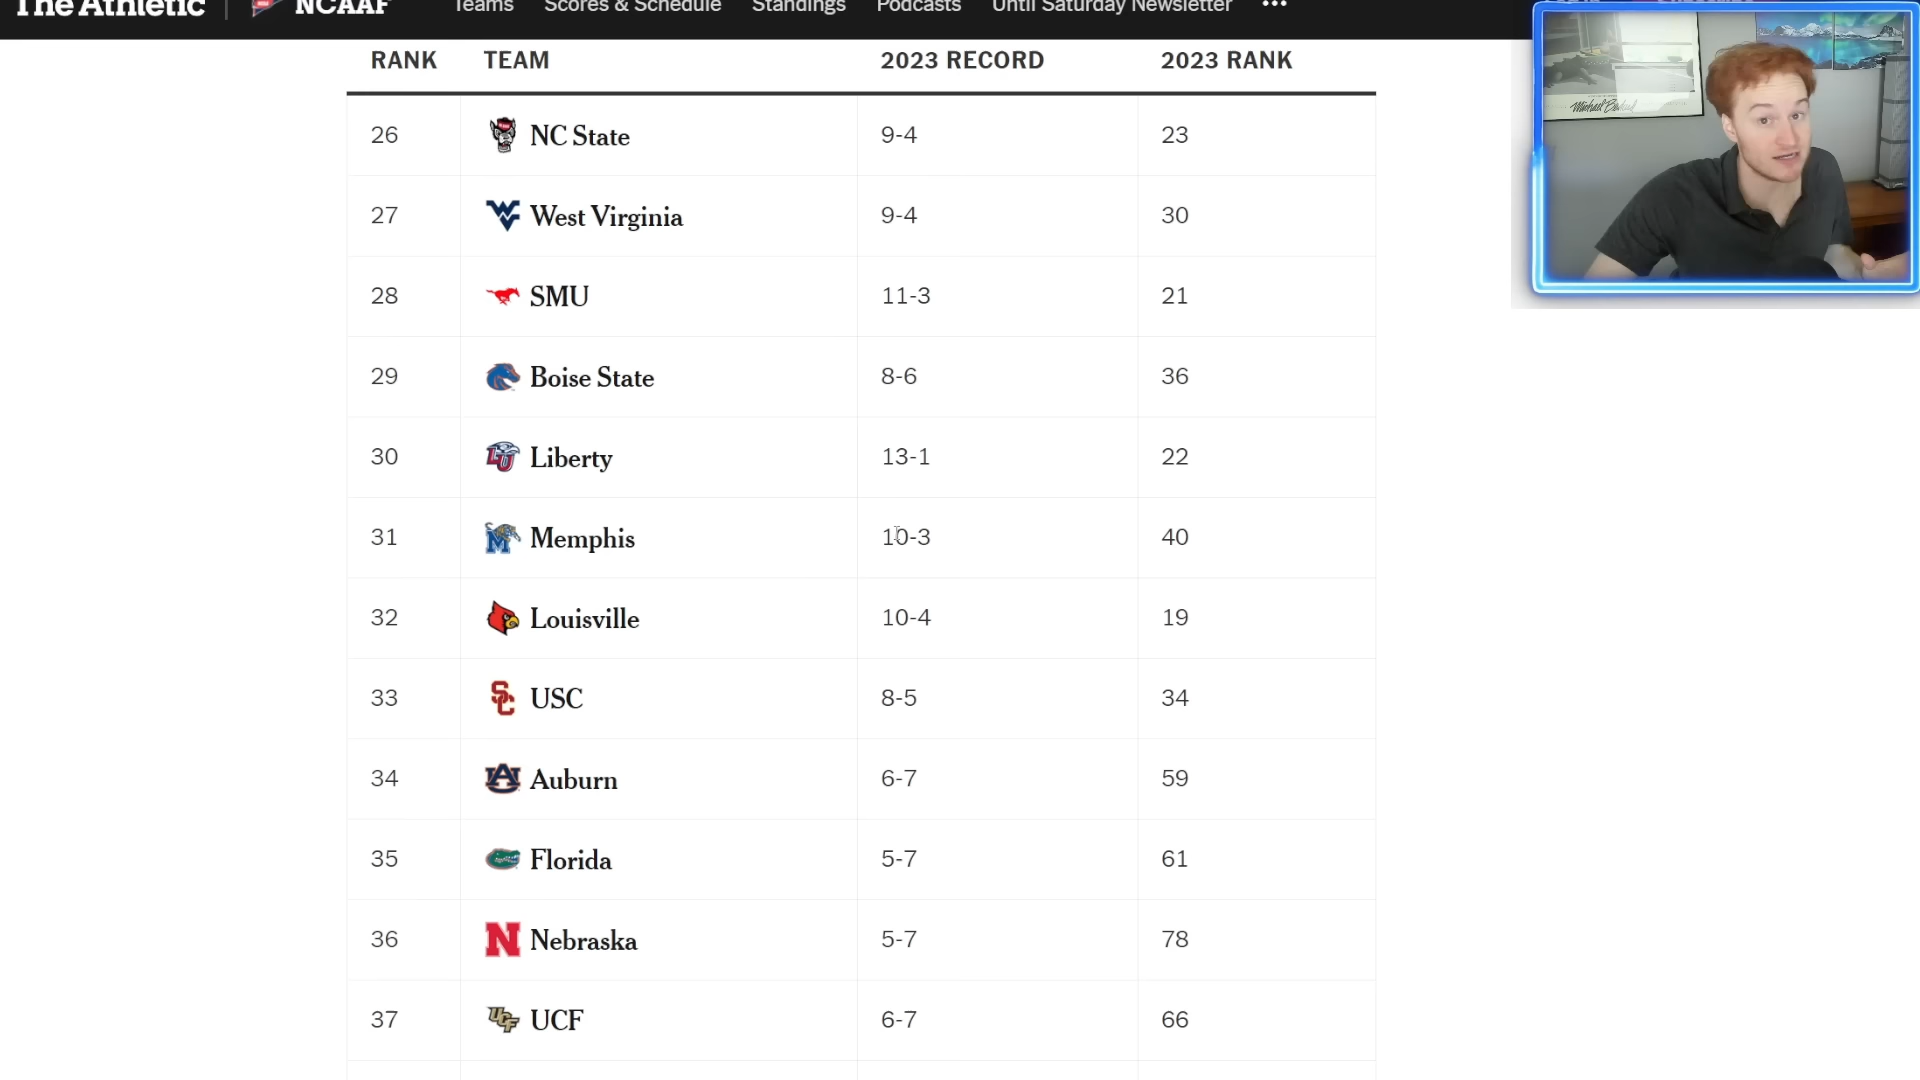 The Athletic NCAAF Teams Scores & Schedule Standings Podcasts Until Saturday Newsletter •••
RANK TEAM 2023 RECORD 2023 RANK
26 NC State 9-4 23
27 West Virginia 9-4 30
28 SMU 11-3 21
29 Boise State 8-6 36
30 Liberty 13-1 22
31 Memphis 10-3 40
32 Louisville 10-4 19
33 USC 8-5 34
34 Auburn 6-7 59
35 Florida 5-7 61
36 Nebraska 5-7 78
37 UCF 6-7 66